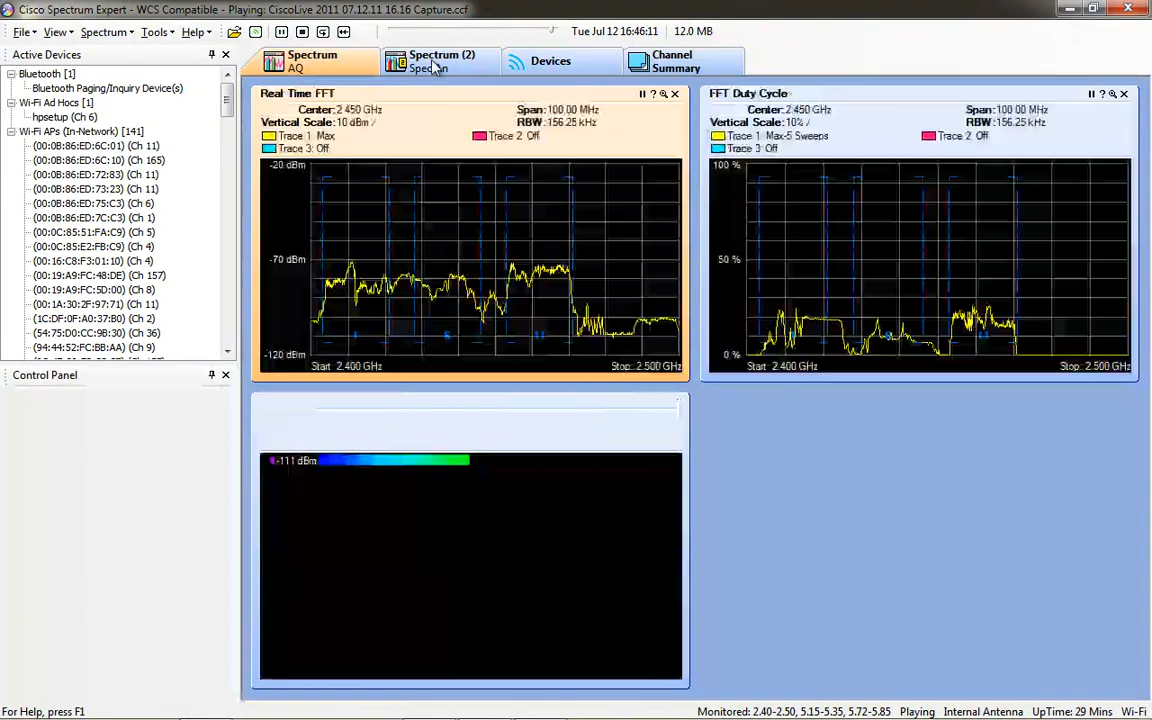 Cisco Spectrum Expert - WCS Compatible - Playing: CiscoLive 2011 07.12.11 16.16 Capture.ccf
File View Spectrum Tools Help
Tue Jul 12 16:46:11 12.0 MB
Active Devices
Bluetooth [1]
Bluetooth Paging/Inquiry Device(s)
Wi-Fi Ad Hocs [1]
hpsetup (Ch 6)
Wi-Fi APs (In-Network) [141]
(00:0B:86:ED:6C:01) (Ch 11)
(00:0B:86:ED:6C:10) (Ch 165)
(00:0B:86:ED:72:83) (Ch 11)
(00:0B:86:ED:73:23) (Ch 11)
(00:0B:86:ED:75:C3) (Ch 6)
(00:0B:86:ED:7C:C3) (Ch 1)
(00:0C:85:51:FA:C9) (Ch 5)
(00:0C:85:E2:FB:C9) (Ch 4)
(00:16:C8:F3:01:10) (Ch 4)
(00:19:A9:FC:48:DE) (Ch 157)
(00:19:A9:FC:5D:00) (Ch 8)
(00:1A:30:2F:97:71) (Ch 11)
(1C:DF:0F:A0:37:B0) (Ch 2)
(54:75:D0:CC:9B:30) (Ch 36)
(94:44:52:FC:BB:AA) (Ch 9)
Control Panel
Spectrum
AQ
Spectrum (2)
Devices
Channel
Summary
Real Time FFT
Center: 2.450 GHz Span: 100.00 MHz
Vertical Scale: 10 dBm / RBW: 156.25 kHz
Trace 1: Max Trace 2: Off
Trace 3: Off
-20 dBm
-70 dBm
-120 dBm
Start: 2.400 GHz Stop: 2.500 GHz
FFT Duty Cycle
Center: 2.450 GHz Span: 100.00 MHz
Vertical Scale: 10% / RBW: 156.25 kHz
Trace 1: Max-5 Sweeps Trace 2: Off
Trace 3: Off
100 %
50 %
0 %
Start: 2.400 GHz Stop: 2.500 GHz
-111 dBm
For Help, press F1
Monitored: 2.40-2.50, 5.15-5.35, 5.72-5.85 Playing Internal Antenna UpTime: 29 Mins Wi-Fi